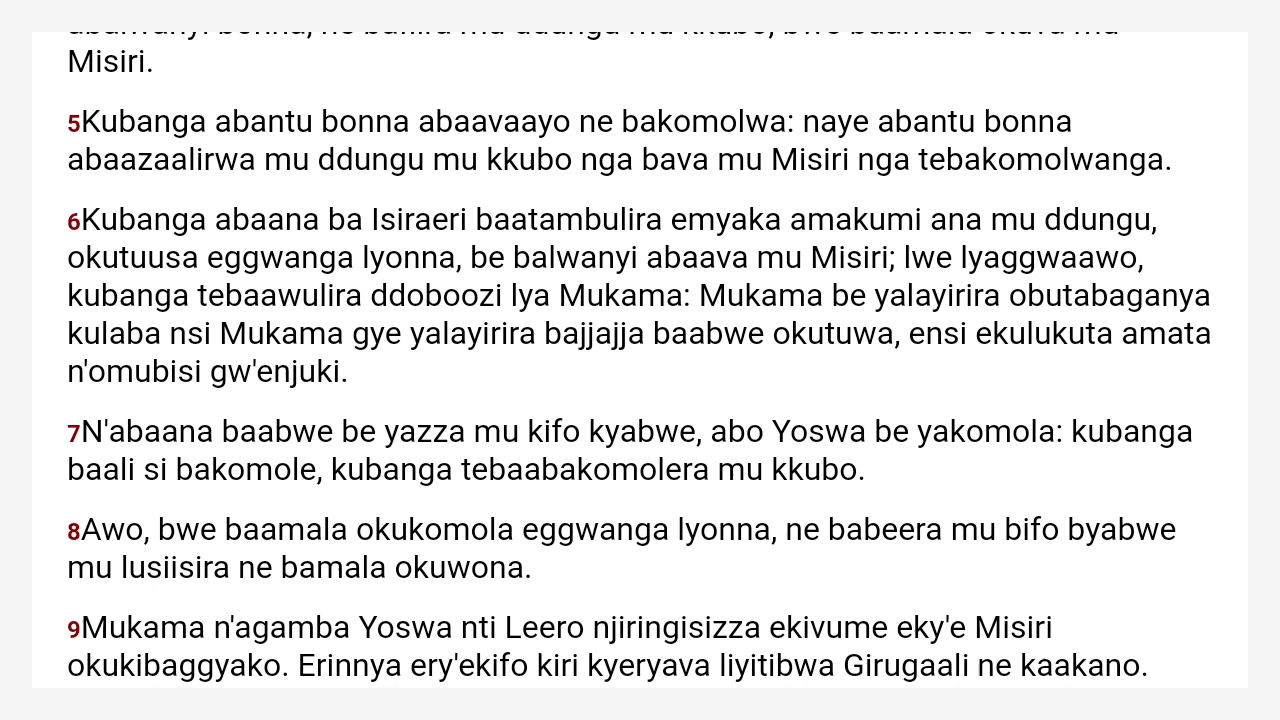 Misiri.
5Kubanga abantu bonna abaavaayo ne bakomolwa: naye abantu bonna
abaazaalirwa mu ddungu mu kkubo nga bava mu Misiri nga tebakomolwanga.
6Kubanga abaana ba Isiraeri baatambulira emyaka amakumi ana mu ddungu,
okutuusa eggwanga lyonna, be balwanyi abaava mu Misiri; lwe lyaggwaawo,
kubanga tebaawulira ddoboozi lya Mukama: Mukama be yalayirira obutabaganya
kulaba nsi Mukama gye yalayirira bajjajja baabwe okutuwa, ensi ekulukuta amata
n'omubisi gw'enjuki.
7N'abaana baabwe be yazza mu kifo kyabwe, abo Yoswa be yakomola: kubanga
baali si bakomole, kubanga tebaabakomolera mu kkubo.
8Awo, bwe baamala okukomola eggwanga lyonna, ne babeera mu bifo byabwe
mu lusiisira ne bamala okuwona.
9Mukama n'agamba Yoswa nti Leero njiringisizza ekivume eky'e Misiri
okukibaggyako. Erinnya ery'ekifo kiri kyeryava liyitibwa Girugaali ne kaakano.